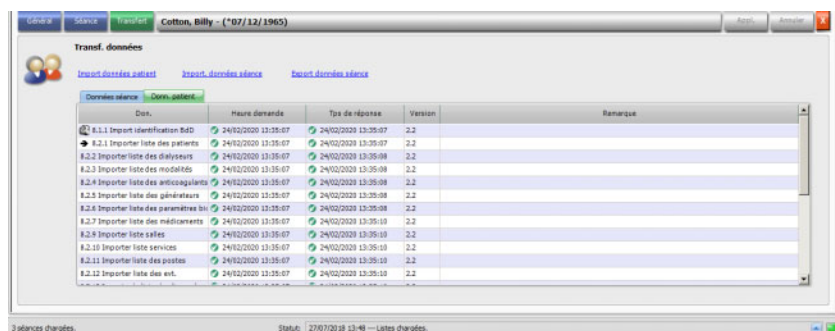 Général Séance Transfert Cotton, Billy - (*07/12/1965) Appl. Annuler X
Transf. données
Import données patient Import. données séance Export données séance
Données séance Donn. patient
Don. Heure demande Tps de réponse Version Remarque
8.1.1 Import identification BdD 24/02/2020 13:35:07 24/02/2020 13:35:07 2.2
8.2.1 Importer liste des patients 24/02/2020 13:35:07 24/02/2020 13:35:07 2.2
8.2.2 Importer liste des dialyseurs 24/02/2020 13:35:07 24/02/2020 13:35:08 2.2
8.2.3 Importer liste des modalités 24/02/2020 13:35:07 24/02/2020 13:35:08 2.2
8.2.4 Importer liste des anticoagulants 24/02/2020 13:35:07 24/02/2020 13:35:08 2.2
8.2.5 Importer liste des générateurs 24/02/2020 13:35:07 24/02/2020 13:35:08 2.2
8.2.6 Importer liste des paramètres bio 24/02/2020 13:35:07 24/02/2020 13:35:08 2.2
8.2.7 Importer liste des médicaments 24/02/2020 13:35:07 24/02/2020 13:35:10 2.2
8.2.9 Importer liste salles 24/02/2020 13:35:07 24/02/2020 13:35:10 2.2
8.2.10 Importer liste services 24/02/2020 13:35:07 24/02/2020 13:35:10 2.2
8.2.11 Importer liste des postes 24/02/2020 13:35:07 24/02/2020 13:35:10 2.2
8.2.12 Importer liste des evt. 24/02/2020 13:35:07 24/02/2020 13:35:10 2.2
3 séances chargées. Statut: 27/07/2018 13:48 --- Listes chargées.